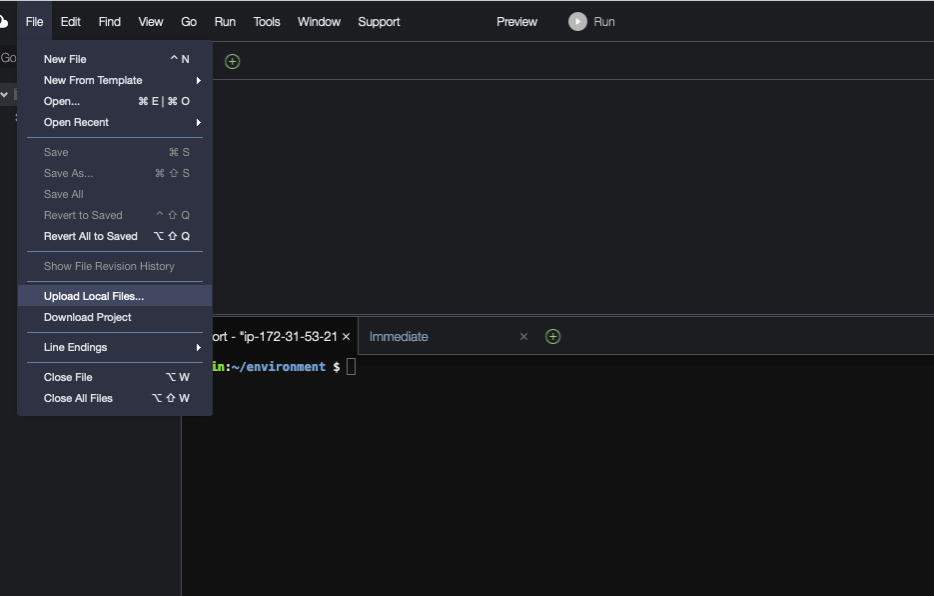 File Edit Find View Go Run Tools Window Support Preview Run
Go
New File ^ N
New From Template
Open... ⌘ E | ⌘ O
Open Recent
Save ⌘ S
Save As... ⌘ ⇧ S
Save All
Revert to Saved ^ ⇧ Q
Revert All to Saved ⌥ ⇧ Q
Show File Revision History
Upload Local Files...
Download Project
Line Endings
Close File ⌥ W
Close All Files ⌥ ⇧ W
ort - "ip-172-31-53-21 × Immediate ×
in:~/environment $